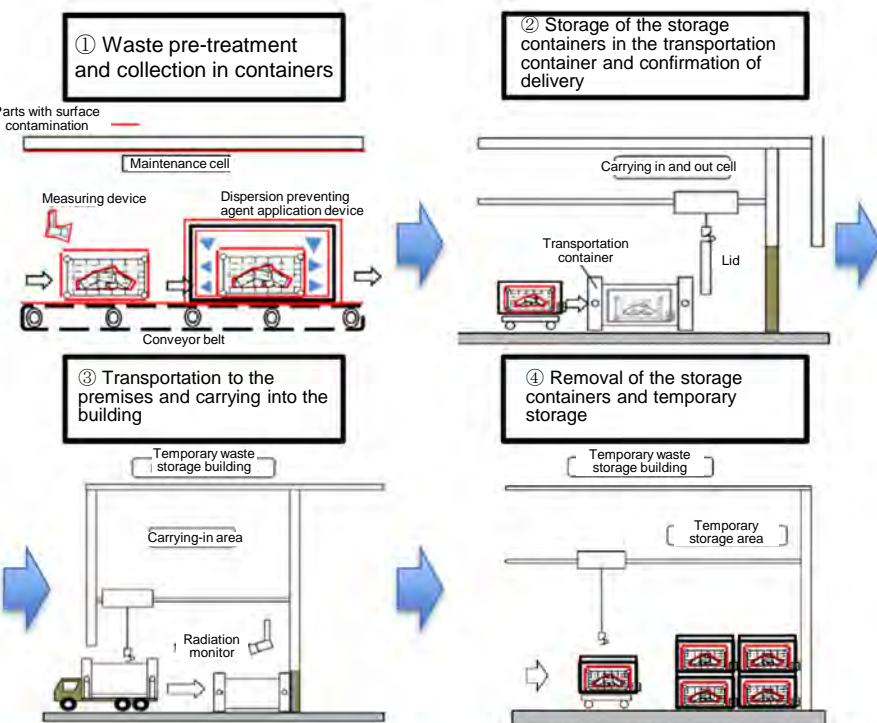 ① Waste pre-treatment
and collection in containers
② Storage of the storage
containers in the transportation
container and confirmation of
delivery
Parts with surface
contamination
Maintenance cell
Measuring device
Dispersion preventing
agent application device
Conveyor belt
Carrying in and out cell
Transportation
container
Lid
③ Transportation to the
premises and carrying into the
building
④ Removal of the storage
containers and temporary
storage
Temporary waste
storage building
Carrying-in area
Radiation
monitor
Temporary waste
storage building
Temporary
storage area